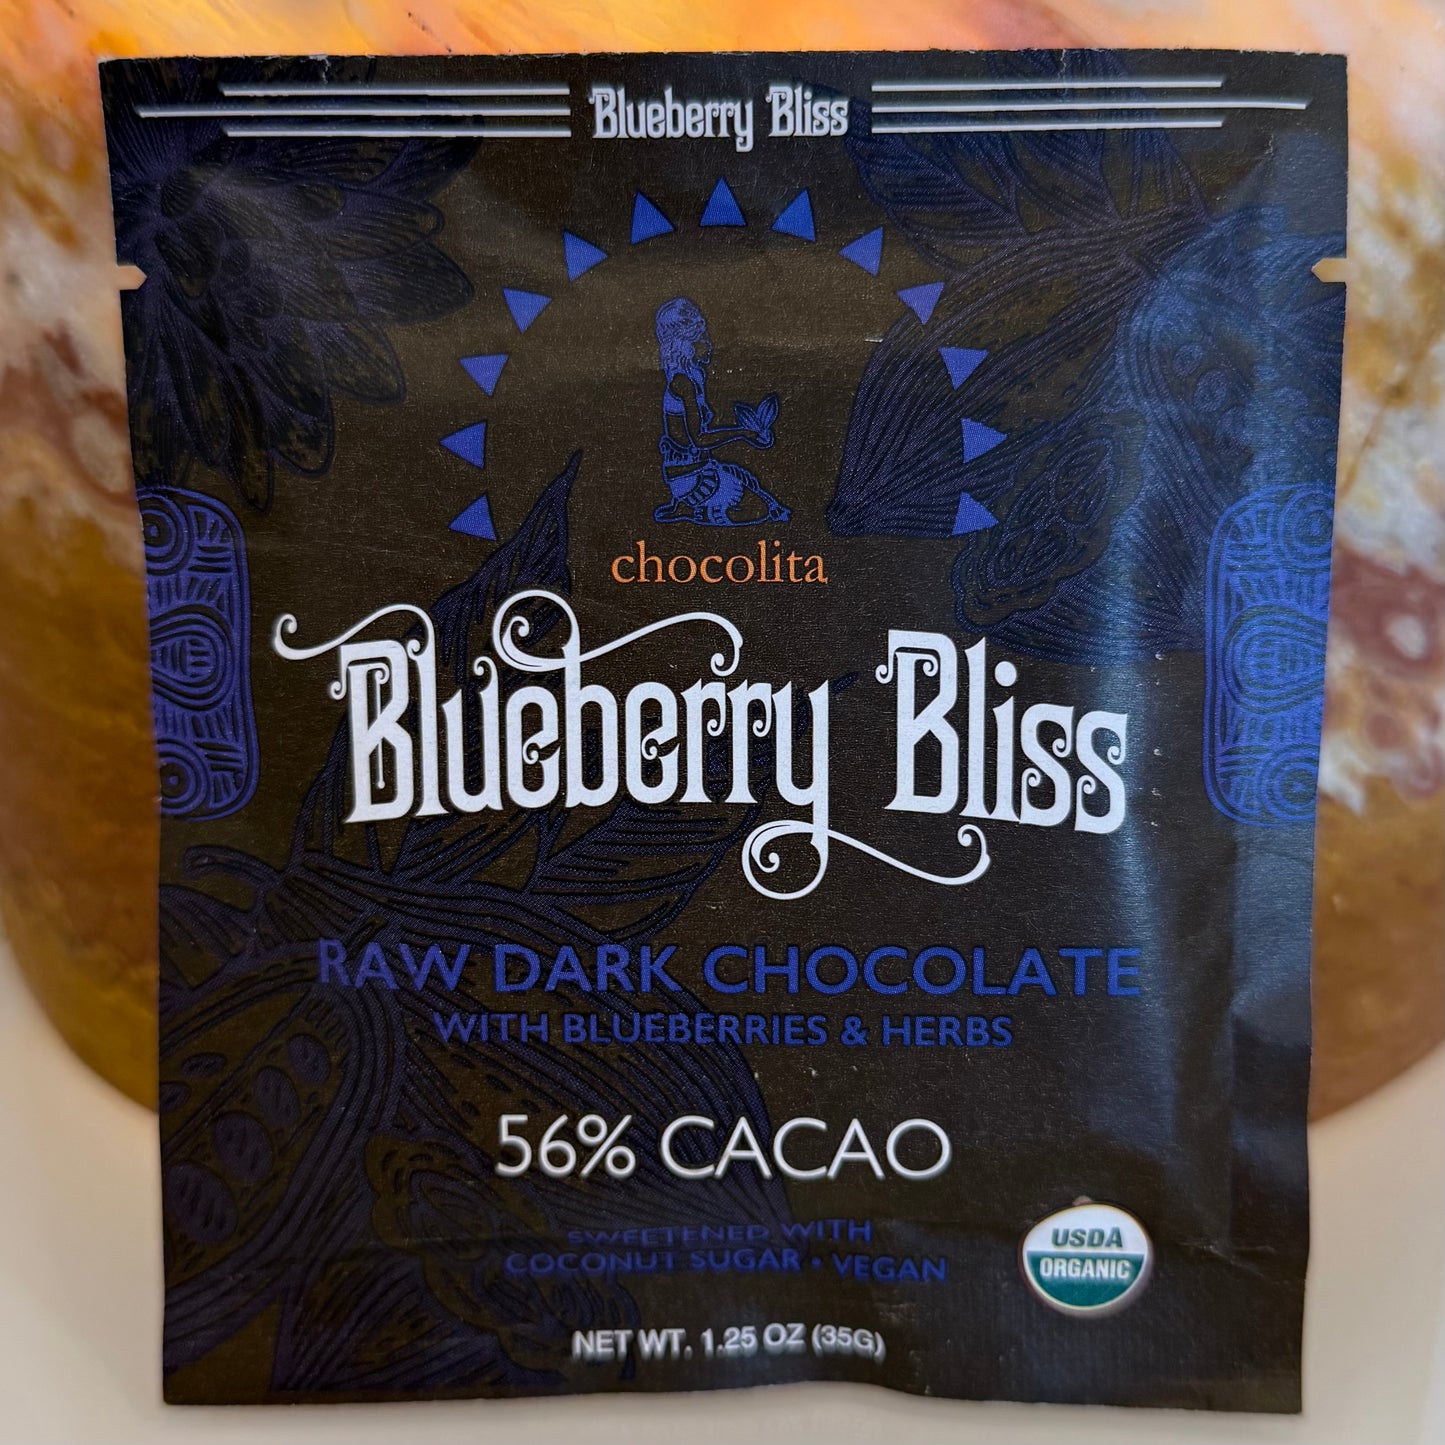 Blueberry Bliss
chocolita
Blueberry Bliss
RAW DARK CHOCOLATE
WITH BLUEBERRIES & HERBS
56% CACAO
SWEETENED WITH
COCONUT SUGAR • VEGAN
USDA
ORGANIC
NET WT. 1.25 OZ (35G)